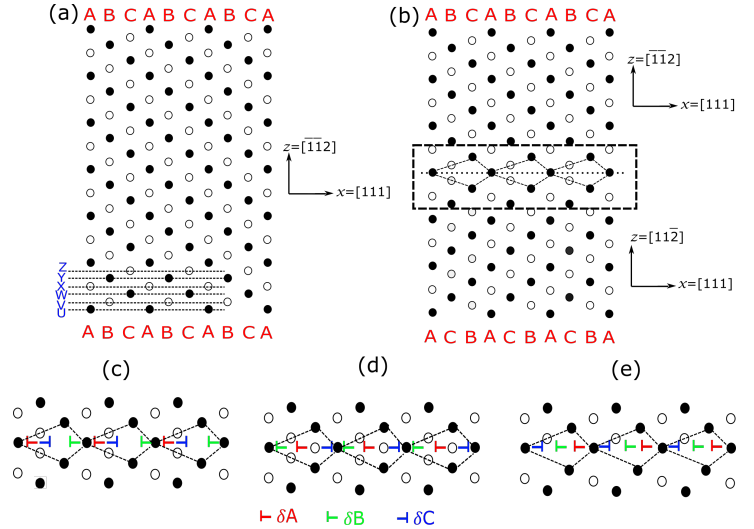 (a)
A B C A B C A B C A
z=[1̅1̅2]
x=[111]
Z
Y
X
W
V
U
A B C A B C A B C A
(b)
A B C A B C A B C A
z=[1̅1̅2]
x=[111]
z=[112̅]
x=[111]
A C B A C B A C B A
(c)
(d)
(e)
δA δB δC